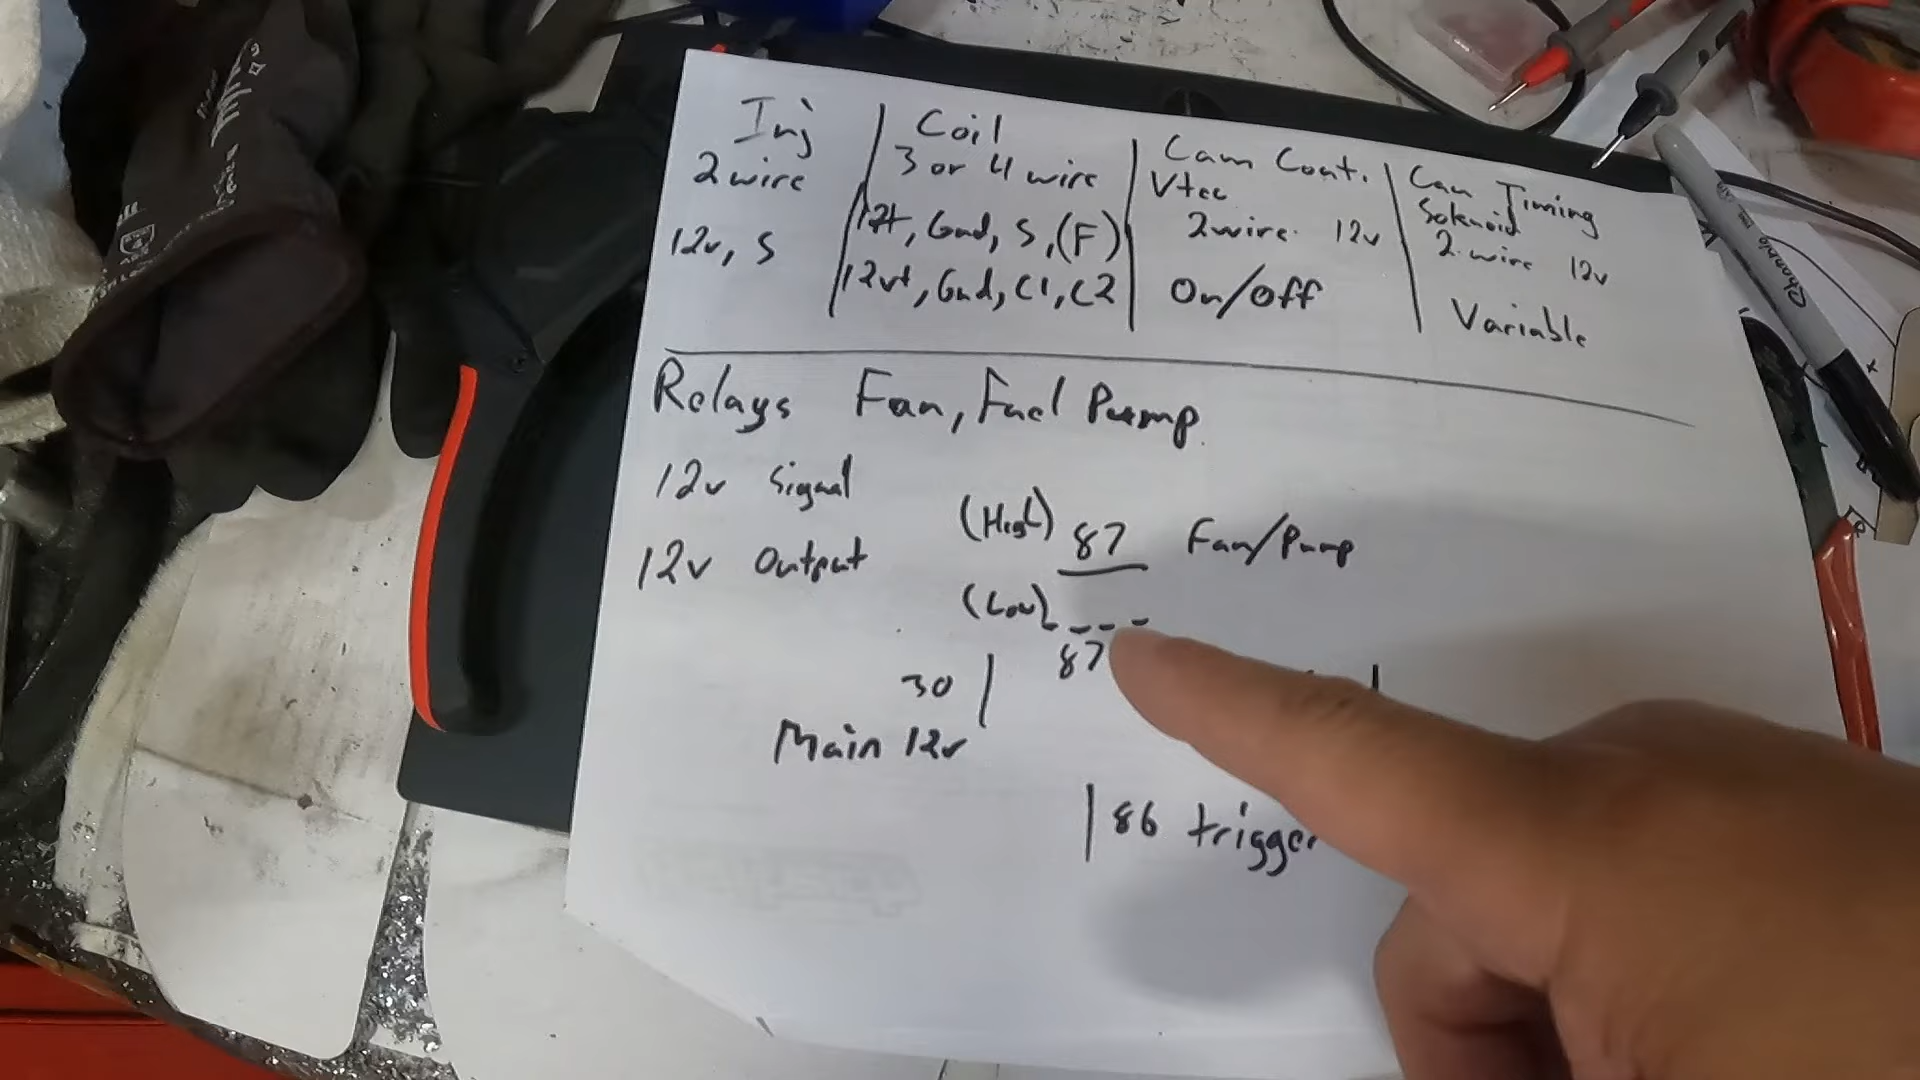 Inj
2 wire
12v, S
Coil
3 or 4 wire
12+, Gnd, S, (F)
12v+, Gnd, C1, C2
Cam Cont.
Vtec
2 wire 12v
On/Off
Cam Timing
Solenoid
2 wire 12v
Variable
Relays Fan, Fuel Pump
12v Signal
12v Output
(High) 87 Fan/Pump
(Low)
87
30
Main 12v
86 trigger